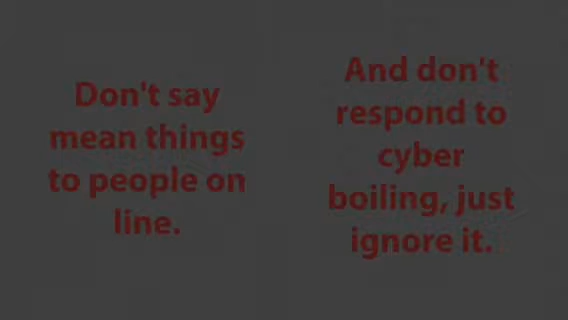 Don't say
mean things
to people on
line.
And don't
respond to
cyber
boiling, just
ignore it.